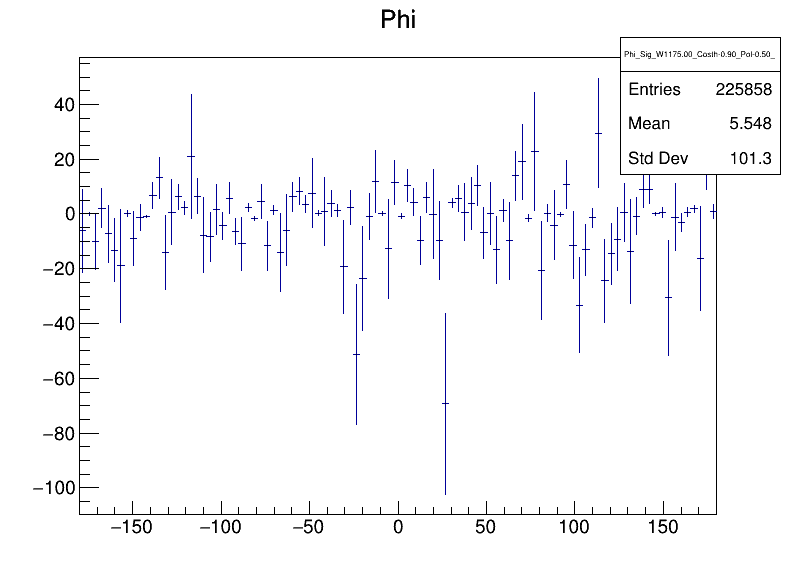 Phi
Phi_Sig_W1175.00_Costh-0.90_Pol-0.50_
Entries 225858
Mean 5.548
Std Dev 101.3
40
20
0
−20
−40
−60
−80
−100
−150 −100 −50 0 50 100 150